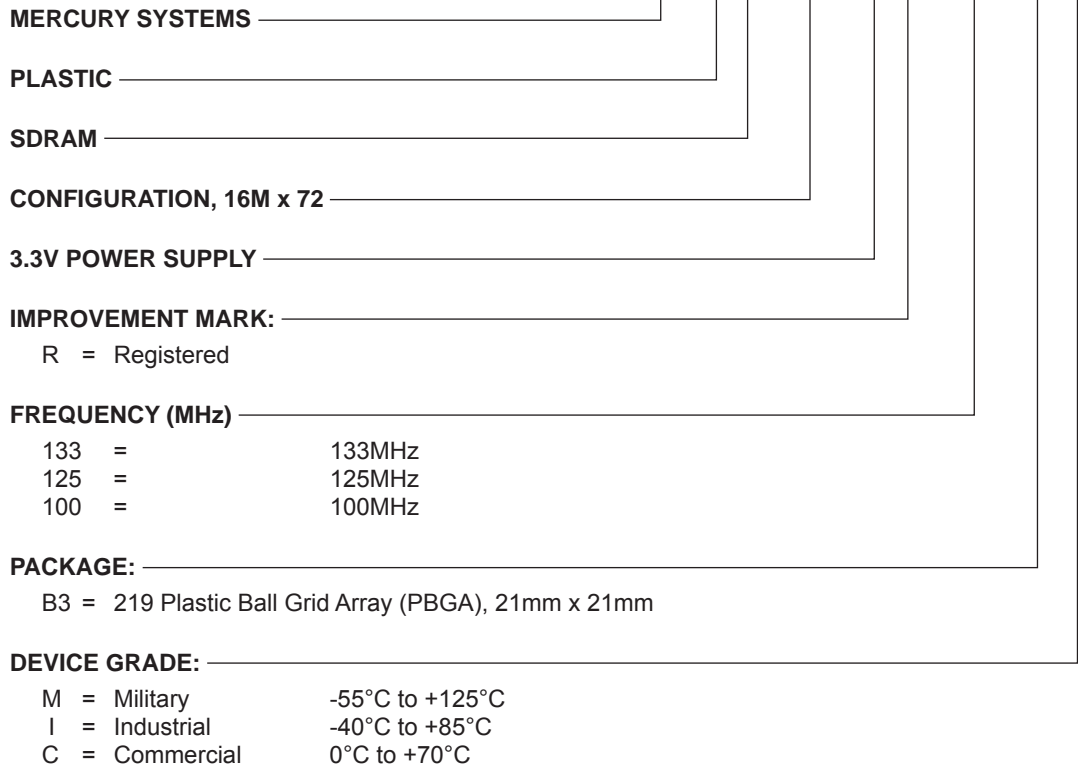 MERCURY SYSTEMS
PLASTIC
SDRAM
CONFIGURATION, 16M x 72
3.3V POWER SUPPLY
IMPROVEMENT MARK:
R = Registered
FREQUENCY (MHz)
133 = 133MHz
125 = 125MHz
100 = 100MHz
PACKAGE:
B3 = 219 Plastic Ball Grid Array (PBGA), 21mm x 21mm
DEVICE GRADE:
M = Military -55°C to +125°C
I = Industrial -40°C to +85°C
C = Commercial 0°C to +70°C